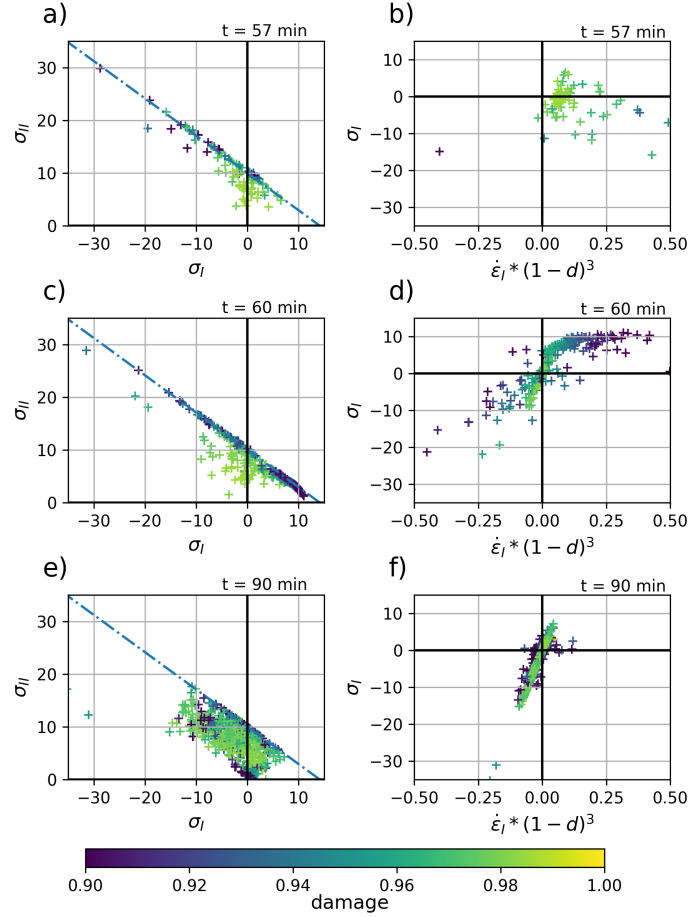 a)
t = 57 min
30
20
10
0
σ_II
−30 −20 −10 0 10
σ_I
b)
t = 57 min
10
0
−10
−20
−30
σ_I
−0.50 −0.25 0.00 0.25 0.50
ε̇_I * (1 − d)³
c)
t = 60 min
30
20
10
0
σ_II
−30 −20 −10 0 10
σ_I
d)
t = 60 min
10
0
−10
−20
−30
σ_I
−0.50 −0.25 0.00 0.25 0.50
ε̇_I * (1 − d)³
e)
t = 90 min
30
20
10
0
σ_II
−30 −20 −10 0 10
σ_I
f)
t = 90 min
10
0
−10
−20
−30
σ_I
−0.50 −0.25 0.00 0.25 0.50
ε̇_I * (1 − d)³
0.90 0.92 0.94 0.96 0.98 1.00
damage